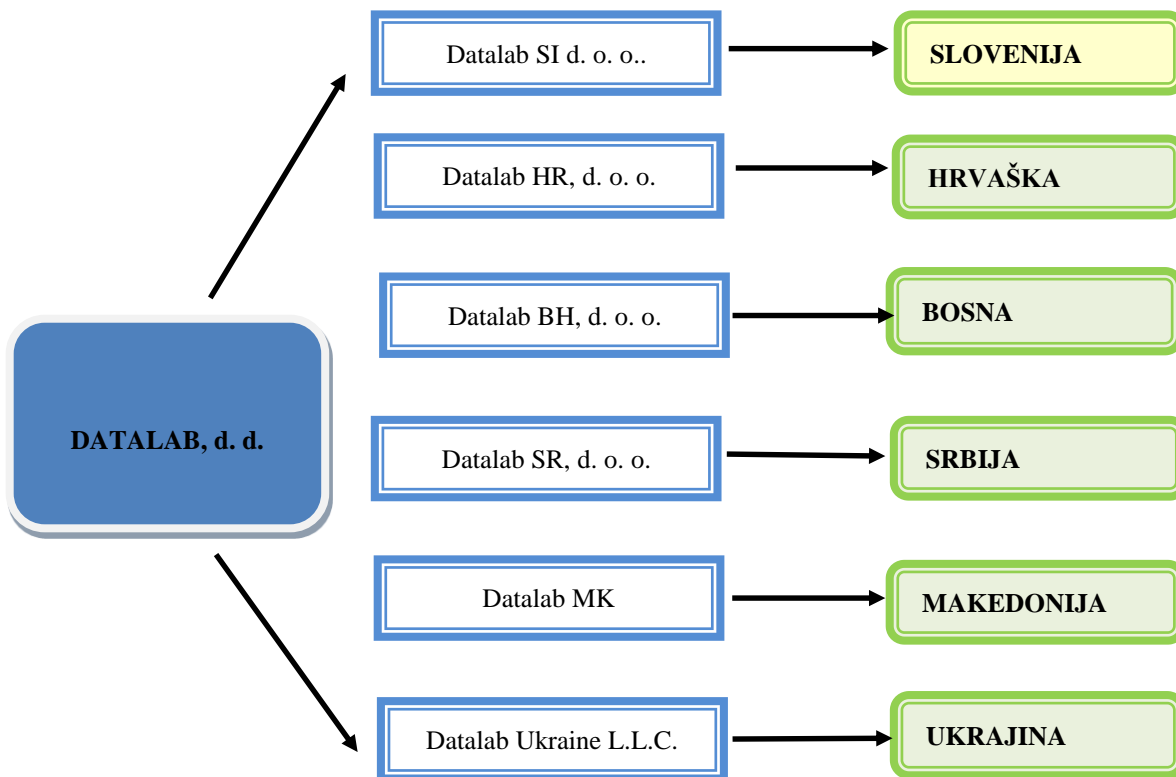 Datalab SI d. o. o..
SLOVENIJA
Datalab HR, d. o. o.
HRVAŠKA
Datalab BH, d. o. o.
BOSNA
DATALAB, d. d.
Datalab SR, d. o. o.
SRBIJA
Datalab MK
MAKEDONIJA
Datalab Ukraine L.L.C.
UKRAJINA